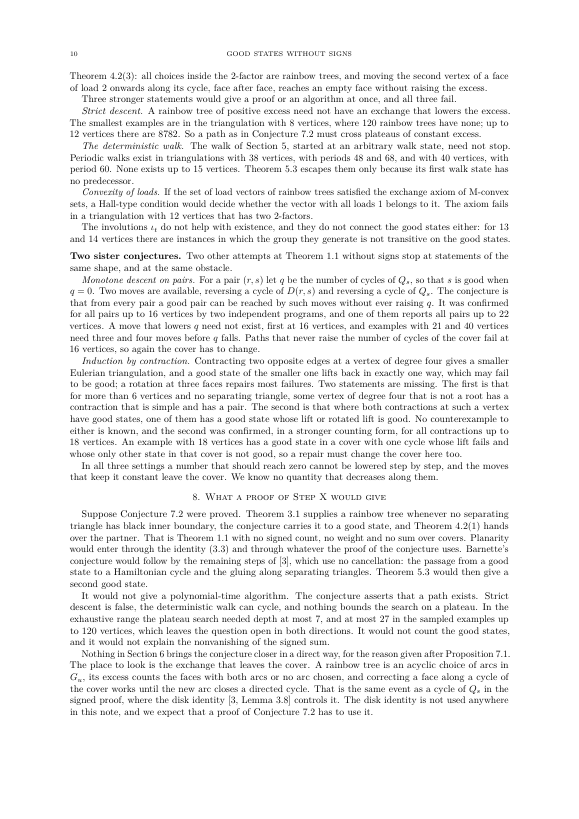 10 GOOD STATES WITHOUT SIGNS
Theorem 4.2(3): all choices inside the 2-factor are rainbow trees, and moving the second vertex of a face
of load 2 onwards along its cycle, face after face, reaches an empty face without raising the excess.
Three stronger statements would give a proof or an algorithm at once, and all three fail.
Strict descent. A rainbow tree of positive excess need not have an exchange that lowers the excess.
The smallest examples are in the triangulation with 8 vertices, where 120 rainbow trees have none; up to
12 vertices there are 8782. So a path as in Conjecture 7.2 must cross plateaus of constant excess.
The deterministic walk. The walk of Section 5, started at an arbitrary walk state, need not stop.
Periodic walks exist in triangulations with 38 vertices, with periods 48 and 68, and with 40 vertices, with
period 60. None exists up to 15 vertices. Theorem 5.3 escapes them only because its first walk state has
no predecessor.
Convexity of loads. If the set of load vectors of rainbow trees satisfied the exchange axiom of M-convex
sets, a Hall-type condition would decide whether the vector with all loads 1 belongs to it. The axiom fails
in a triangulation with 12 vertices that has two 2-factors.
The involutions ι_t do not help with existence, and they do not connect the good states either: for 13
and 14 vertices there are instances in which the group they generate is not transitive on the good states.
Two sister conjectures. Two other attempts at Theorem 1.1 without signs stop at statements of the
same shape, and at the same obstacle.
Monotone descent on pairs. For a pair (r, s) let q be the number of cycles of Q_s, so that s is good when
q = 0. Two moves are available, reversing a cycle of D(r, s) and reversing a cycle of Q_s. The conjecture is
that from every pair a good pair can be reached by such moves without ever raising q. It was confirmed
for all pairs up to 16 vertices by two independent programs, and one of them reports all pairs up to 22
vertices. A move that lowers q need not exist, first at 16 vertices, and examples with 21 and 40 vertices
need three and four moves before q falls. Paths that never raise the number of cycles of the cover fail at
16 vertices, so again the cover has to change.
Induction by contraction. Contracting two opposite edges at a vertex of degree four gives a smaller
Eulerian triangulation, and a good state of the smaller one lifts back in exactly one way, which may fail
to be good; a rotation at three faces repairs most failures. Two statements are missing. The first is that
for more than 6 vertices and no separating triangle, some vertex of degree four that is not a root has a
contraction that is simple and has a pair. The second is that where both contractions at such a vertex
have good states, one of them has a good state whose lift or rotated lift is good. No counterexample to
either is known, and the second was confirmed, in a stronger counting form, for all contractions up to
18 vertices. An example with 18 vertices has a good state in a cover with one cycle whose lift fails and
whose only other state in that cover is not good, so a repair must change the cover here too.
In all three settings a number that should reach zero cannot be lowered step by step, and the moves
that keep it constant leave the cover. We know no quantity that decreases along them.
8. What a proof of Step X would give
Suppose Conjecture 7.2 were proved. Theorem 3.1 supplies a rainbow tree whenever no separating
triangle has black inner boundary, the conjecture carries it to a good state, and Theorem 4.2(1) hands
over the partner. That is Theorem 1.1 with no signed count, no weight and no sum over covers. Planarity
would enter through the identity (3.3) and through whatever the proof of the conjecture uses. Barnette's
conjecture would follow by the remaining steps of [3], which use no cancellation: the passage from a good
state to a Hamiltonian cycle and the gluing along separating triangles. Theorem 5.3 would then give a
second good state.
It would not give a polynomial-time algorithm. The conjecture asserts that a path exists. Strict
descent is false, the deterministic walk can cycle, and nothing bounds the search on a plateau. In the
exhaustive range the plateau search needed depth at most 7, and at most 27 in the sampled examples up
to 120 vertices, which leaves the question open in both directions. It would not count the good states,
and it would not explain the nonvanishing of the signed sum.
Nothing in Section 6 brings the conjecture closer in a direct way, for the reason given after Proposition 7.1.
The place to look is the exchange that leaves the cover. A rainbow tree is an acyclic choice of arcs in
G_u, its excess counts the faces with both arcs or no arc chosen, and correcting a face along a cycle of
the cover works until the new arc closes a directed cycle. That is the same event as a cycle of Q_s in the
signed proof, where the disk identity [3, Lemma 3.8] controls it. The disk identity is not used anywhere
in this note, and we expect that a proof of Conjecture 7.2 has to use it.